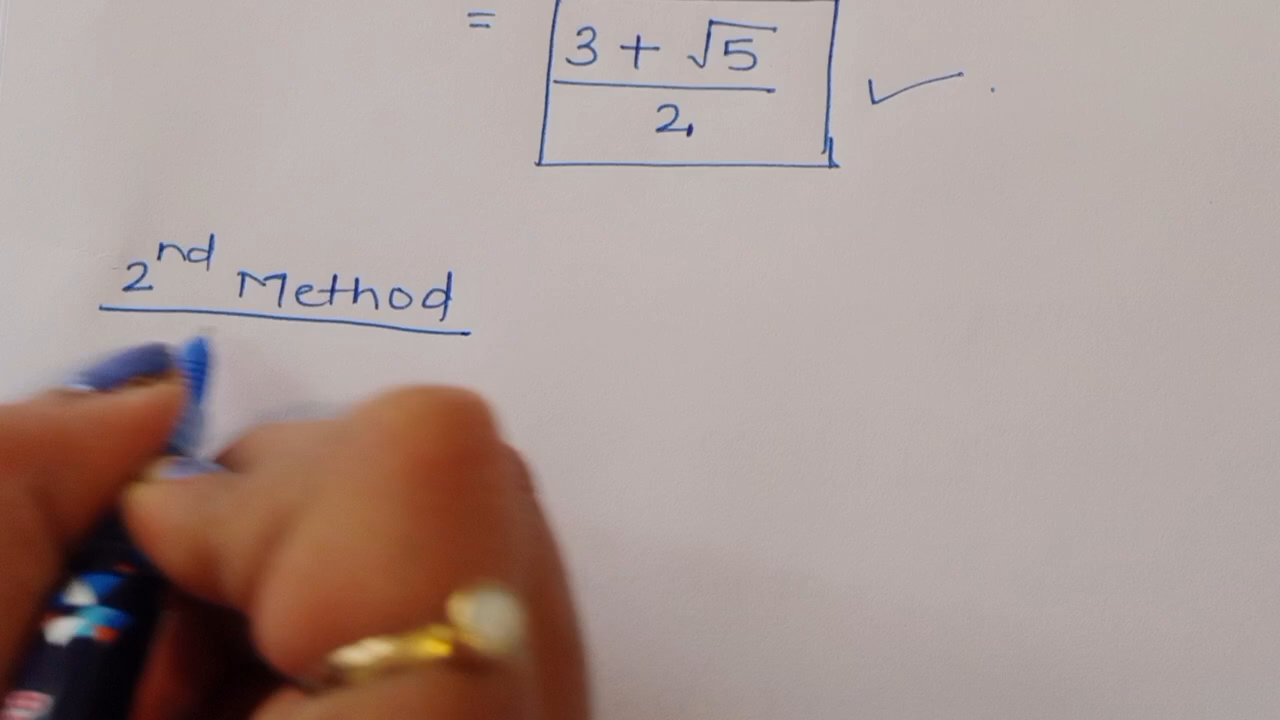 = 3 + √5
2
2nd Method